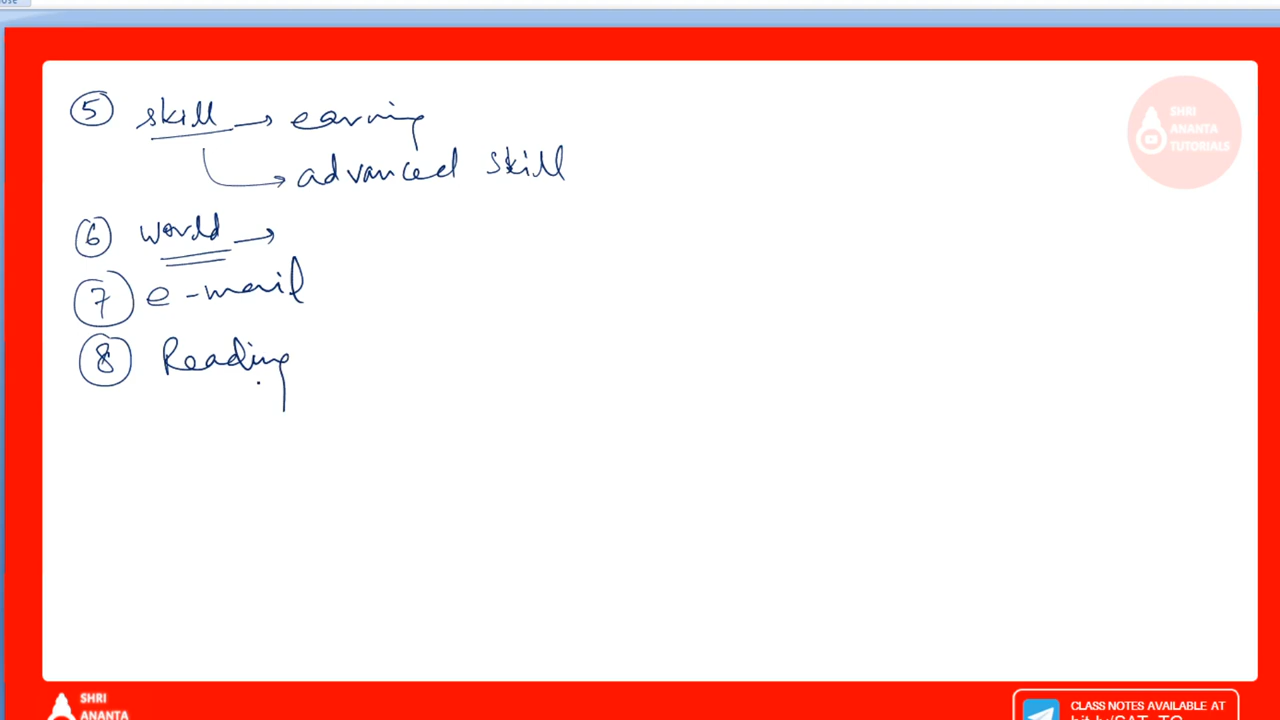 SHRI
ANANTA
TUTORIALS
⑤ skill → earning
→ advanced skill
⑥ world →
⑦ e-mail
⑧ Reading
SHRI
ANANTA
CLASS NOTES AVAILABLE AT